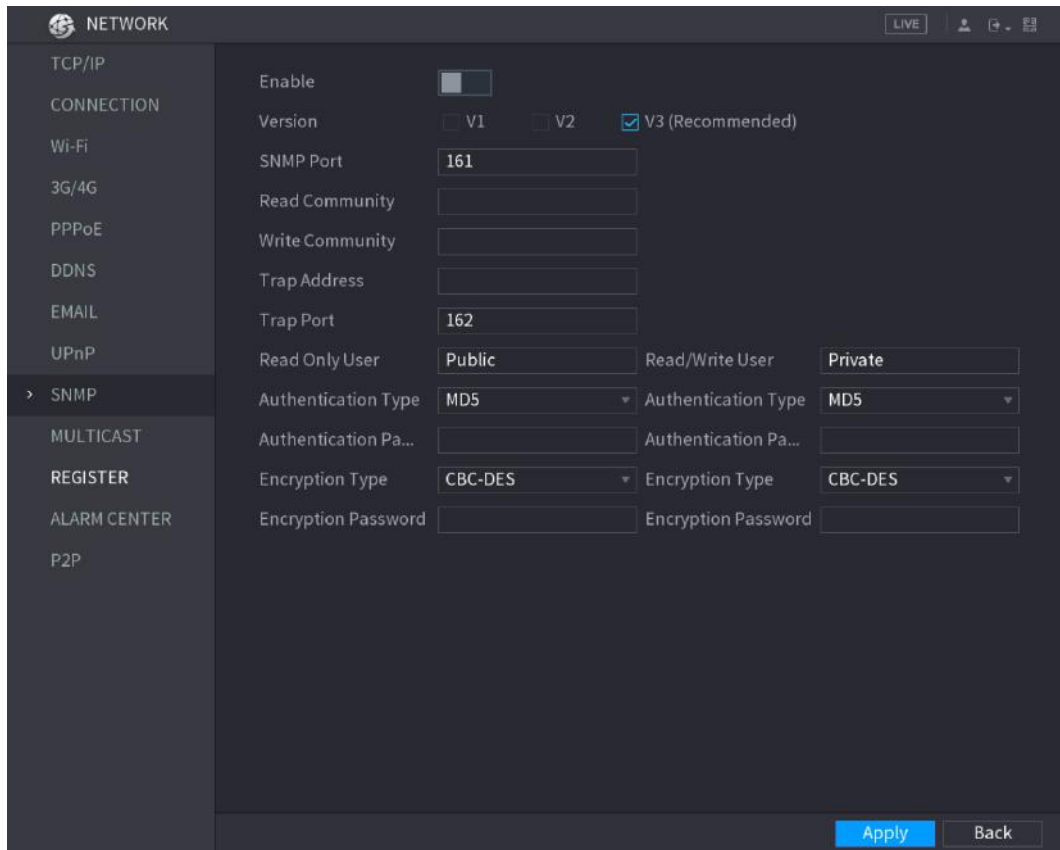 NETWORK
LIVE
TCP/IP
CONNECTION
Wi-Fi
3G/4G
PPPoE
DDNS
EMAIL
UPnP
> SNMP
MULTICAST
REGISTER
ALARM CENTER
P2P
Enable
Version V1 V2 V3 (Recommended)
SNMP Port 161
Read Community
Write Community
Trap Address
Trap Port 162
Read Only User Public Read/Write User Private
Authentication Type MD5 Authentication Type MD5
Authentication Pa... Authentication Pa...
Encryption Type CBC-DES Encryption Type CBC-DES
Encryption Password Encryption Password
Apply Back